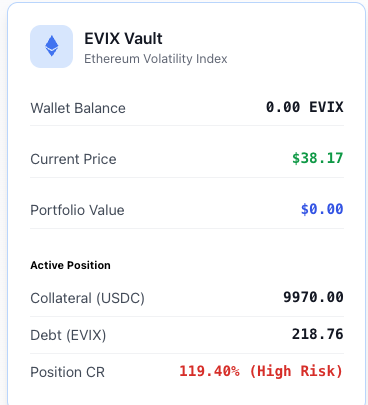 EVIX Vault
Ethereum Volatility Index
Wallet Balance 0.00 EVIX
Current Price $38.17
Portfolio Value $0.00
Active Position
Collateral (USDC) 9970.00
Debt (EVIX) 218.76
Position CR 119.40% (High Risk)